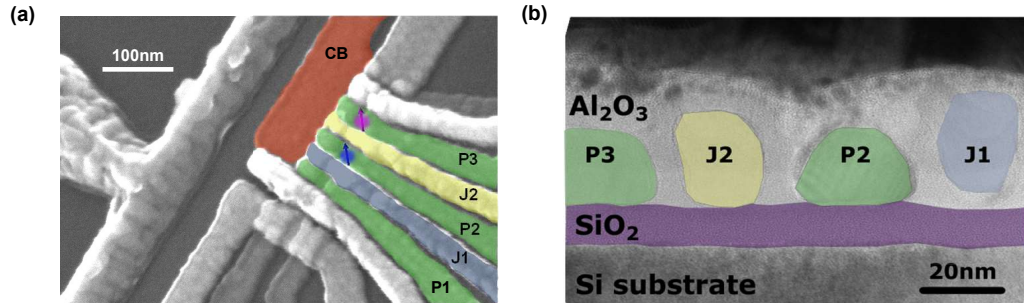 (a)
100nm
CB
P3
J2
P2
J1
P1
(b)
Al₂O₃
P3
J2
P2
J1
SiO₂
Si substrate
20nm